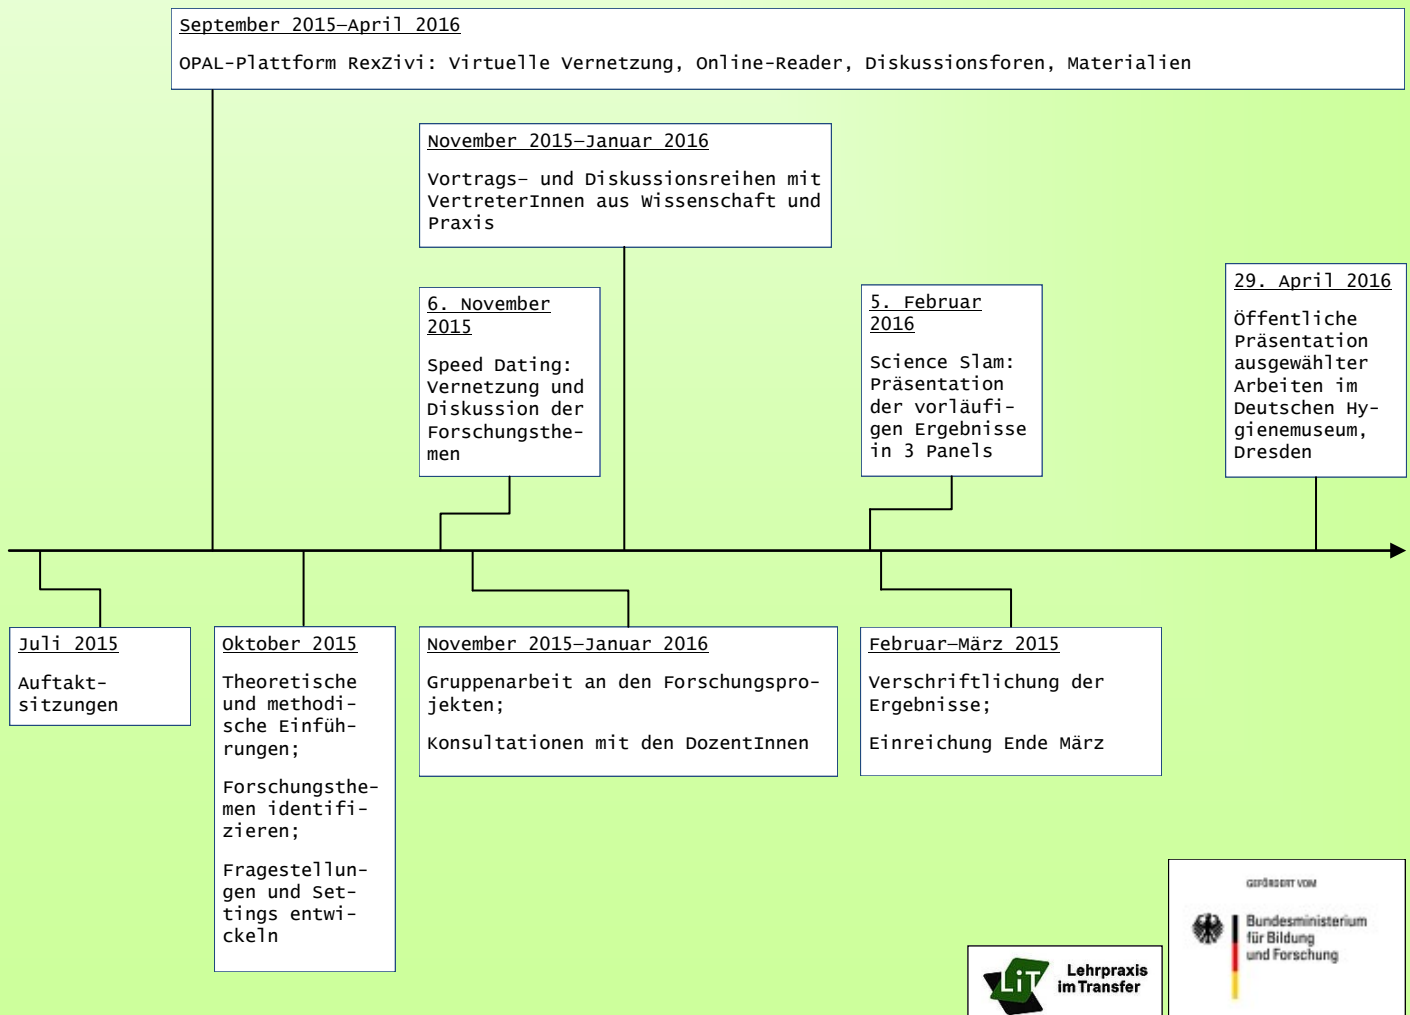 September 2015–April 2016
OPAL-Plattform RexZivi: Virtuelle Vernetzung, Online-Reader, Diskussionsforen, Materialien
November 2015–Januar 2016
Vortrags- und Diskussionsreihen mit
VertreterInnen aus Wissenschaft und
Praxis
6. November
2015
Speed Dating:
Vernetzung und
Diskussion der
Forschungsthe-
men
5. Februar
2016
Science Slam:
Präsentation
der vorläufi-
gen Ergebnisse
in 3 Panels
29. April 2016
Öffentliche
Präsentation
ausgewählter
Arbeiten im
Deutschen Hy-
gienemuseum,
Dresden
Juli 2015
Auftakt-
sitzungen
Oktober 2015
Theoretische
und methodi-
sche Einfüh-
rungen;
Forschungsthe-
men identifi-
zieren;
Fragestellun-
gen und Set-
tings entwi-
ckeln
November 2015–Januar 2016
Gruppenarbeit an den Forschungspro-
jekten;
Konsultationen mit den DozentInnen
Februar–März 2015
Verschriftlichung der
Ergebnisse;
Einreichung Ende März
LiT
Lehrpraxis
im Transfer
GEFÖRDERT VOM
Bundesministerium
für Bildung
und Forschung